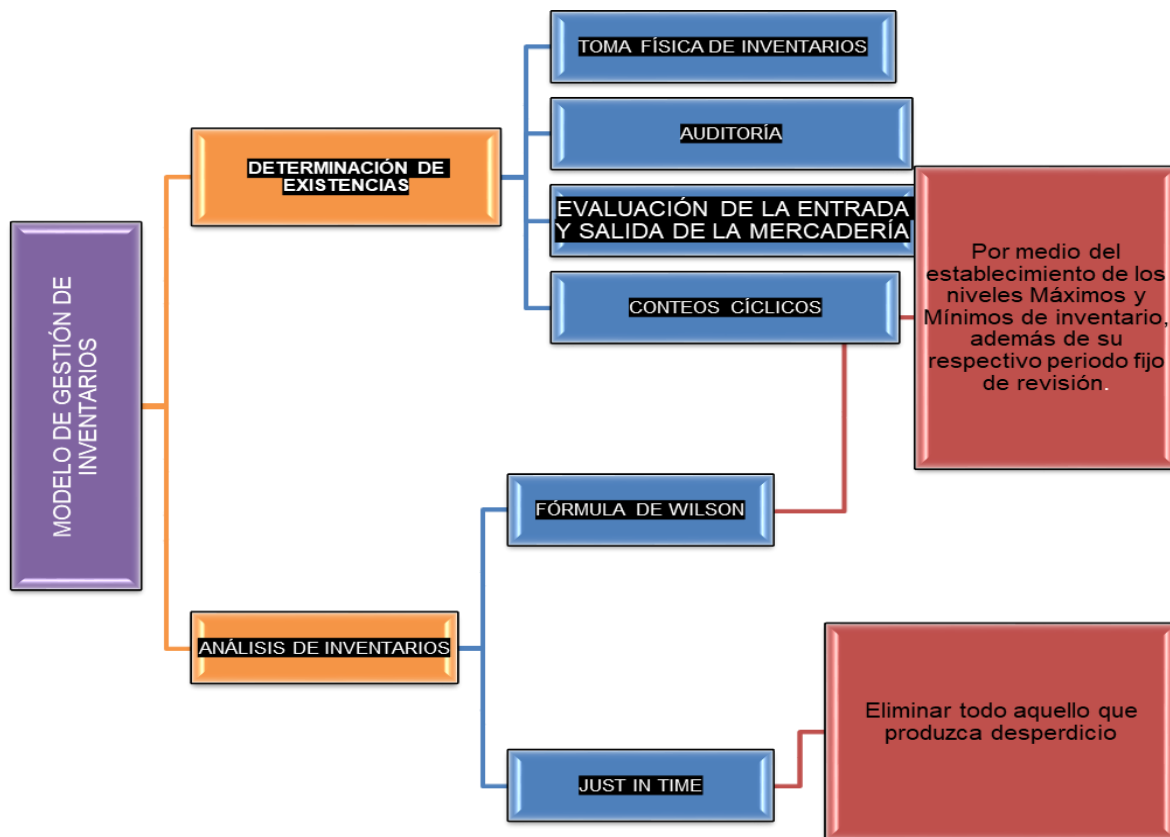 MODELO DE GESTIÓN DE
INVENTARIOS
DETERMINACIÓN DE
EXISTENCIAS
TOMA FÍSICA DE INVENTARIOS
AUDITORÍA
EVALUACIÓN DE LA ENTRADA
Y SALIDA DE LA MERCADERÍA
CONTEOS CÍCLICOS
ANÁLISIS DE INVENTARIOS
FÓRMULA DE WILSON
Por medio del
establecimiento de los
niveles Máximos y
Mínimos de inventario,
además de su
respectivo periodo fijo
de revisión.
JUST IN TIME
Eliminar todo aquello que
produzca desperdicio